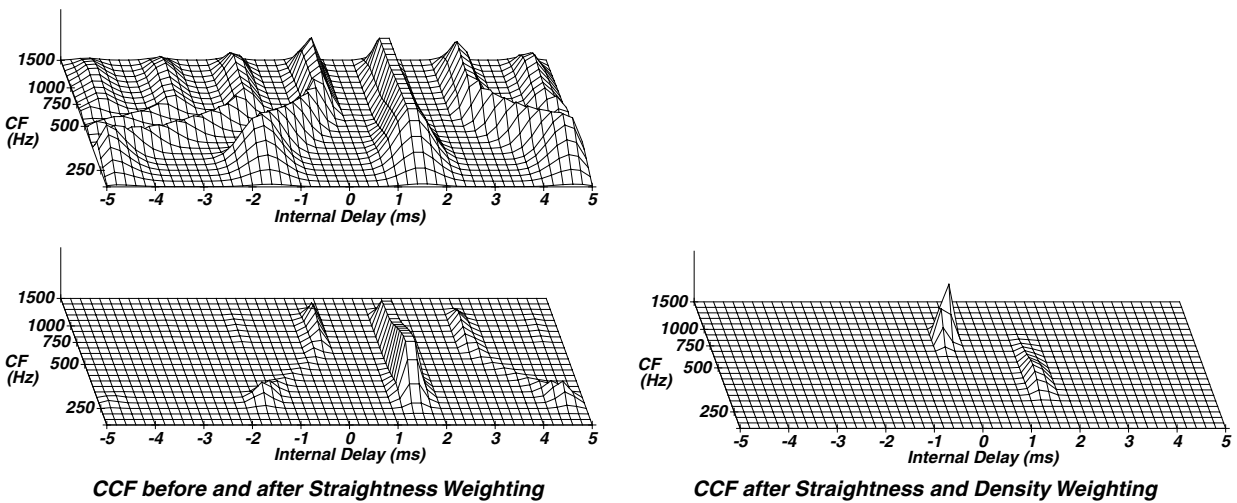 1500
1000
750
CF
(Hz)
500
250
-5 -4 -3 -2 -1 0 1 2 3 4 5
Internal Delay (ms)
1500
1000
750
CF
(Hz)
500
250
-5 -4 -3 -2 -1 0 1 2 3 4 5
Internal Delay (ms)
CCF before and after Straightness Weighting
1500
1000
750
CF
(Hz)
500
250
-5 -4 -3 -2 -1 0 1 2 3 4 5
Internal Delay (ms)
CCF after Straightness and Density Weighting